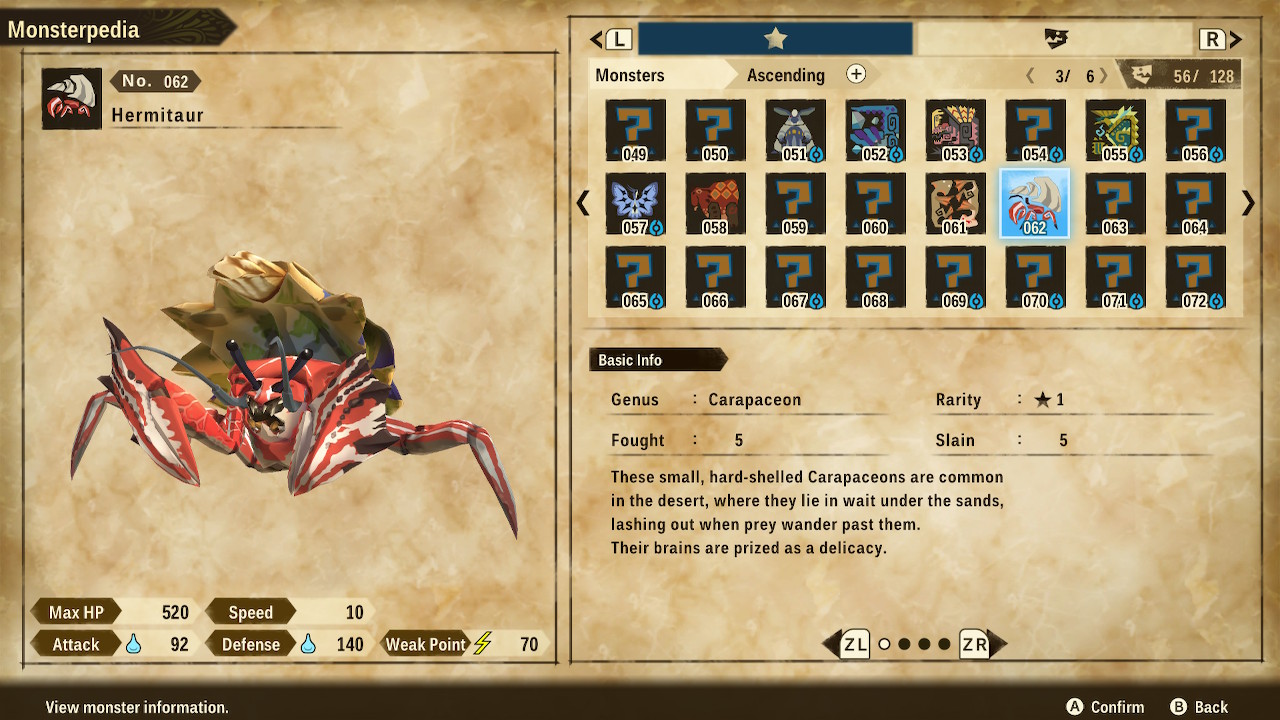 Monsterpedia
No. 062
Hermitaur
Max HP 520 Speed 10
Attack 92 Defense 140 Weak Point 70
L R
Monsters Ascending 3/ 6 56/ 128
049 050 051 052 053 054 055 056
057 058 059 060 061 062 063 064
065 066 067 068 069 070 071 072
Basic Info
Genus : Carapaceon Rarity : ★ 1
Fought : 5 Slain : 5
These small, hard-shelled Carapaceons are common
in the desert, where they lie in wait under the sands,
lashing out when prey wander past them.
Their brains are prized as a delicacy.
ZL ZR
View monster information. A Confirm B Back